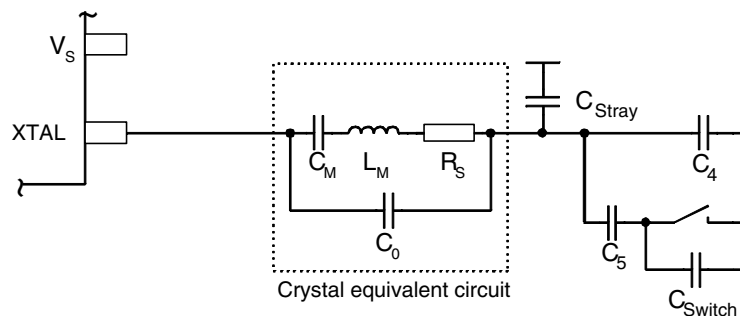 V_S
XTAL
C_Stray
C_M L_M R_S
C_4
C_0
C_5
C_Switch
Crystal equivalent circuit